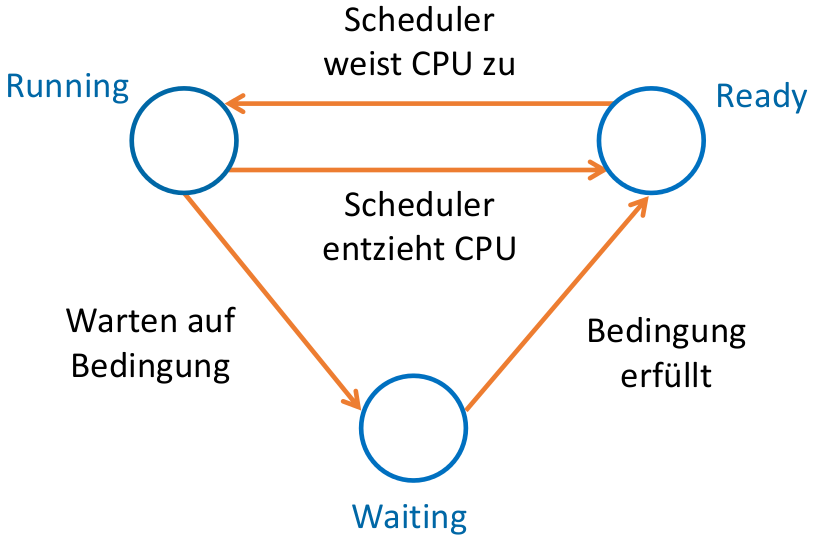 Scheduler
weist CPU zu
Running
Ready
Scheduler
entzieht CPU
Warten auf
Bedingung
Bedingung
erfüllt
Waiting